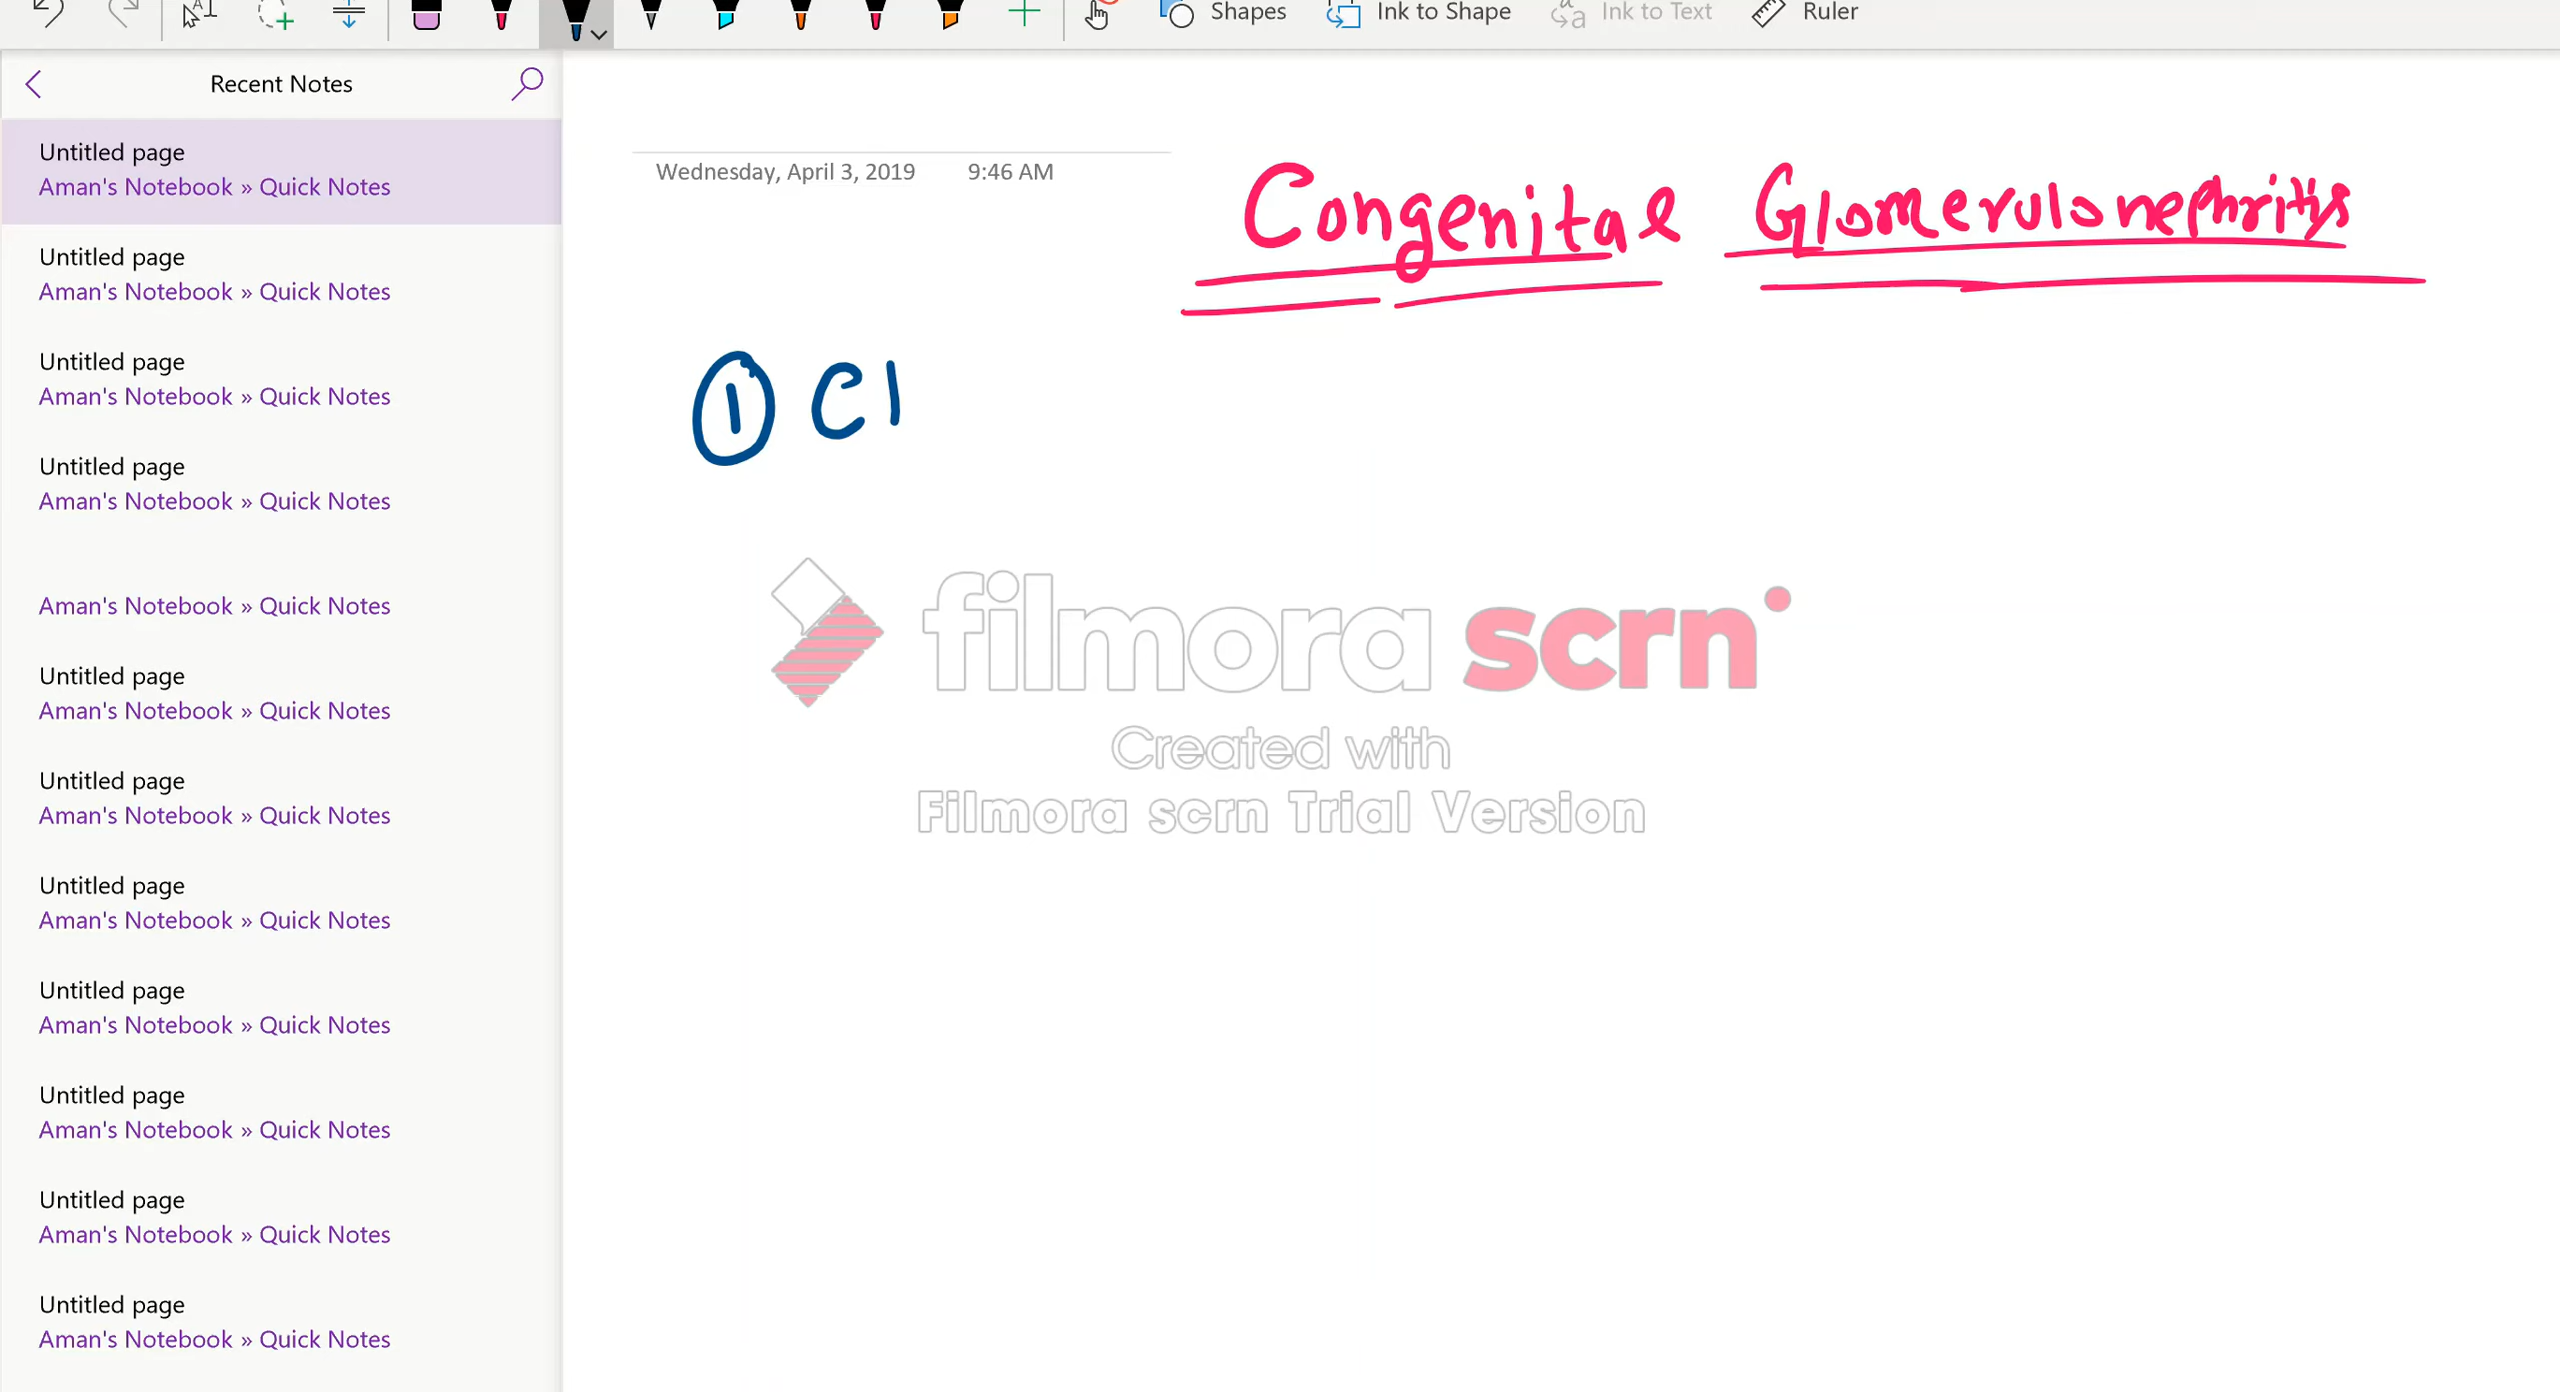 Shapes
Ink to Shape
Ink to Text
Ruler
Recent Notes
Untitled page
Aman's Notebook » Quick Notes
Untitled page
Aman's Notebook » Quick Notes
Untitled page
Aman's Notebook » Quick Notes
Untitled page
Aman's Notebook » Quick Notes
Aman's Notebook » Quick Notes
Untitled page
Aman's Notebook » Quick Notes
Untitled page
Aman's Notebook » Quick Notes
Untitled page
Aman's Notebook » Quick Notes
Untitled page
Aman's Notebook » Quick Notes
Untitled page
Aman's Notebook » Quick Notes
Untitled page
Aman's Notebook » Quick Notes
Untitled page
Aman's Notebook » Quick Notes
Wednesday, April 3, 2019 9:46 AM
Congenital Glomerulonephritis
① Cl
filmora scrn
Created with
Filmora scrn Trial Version